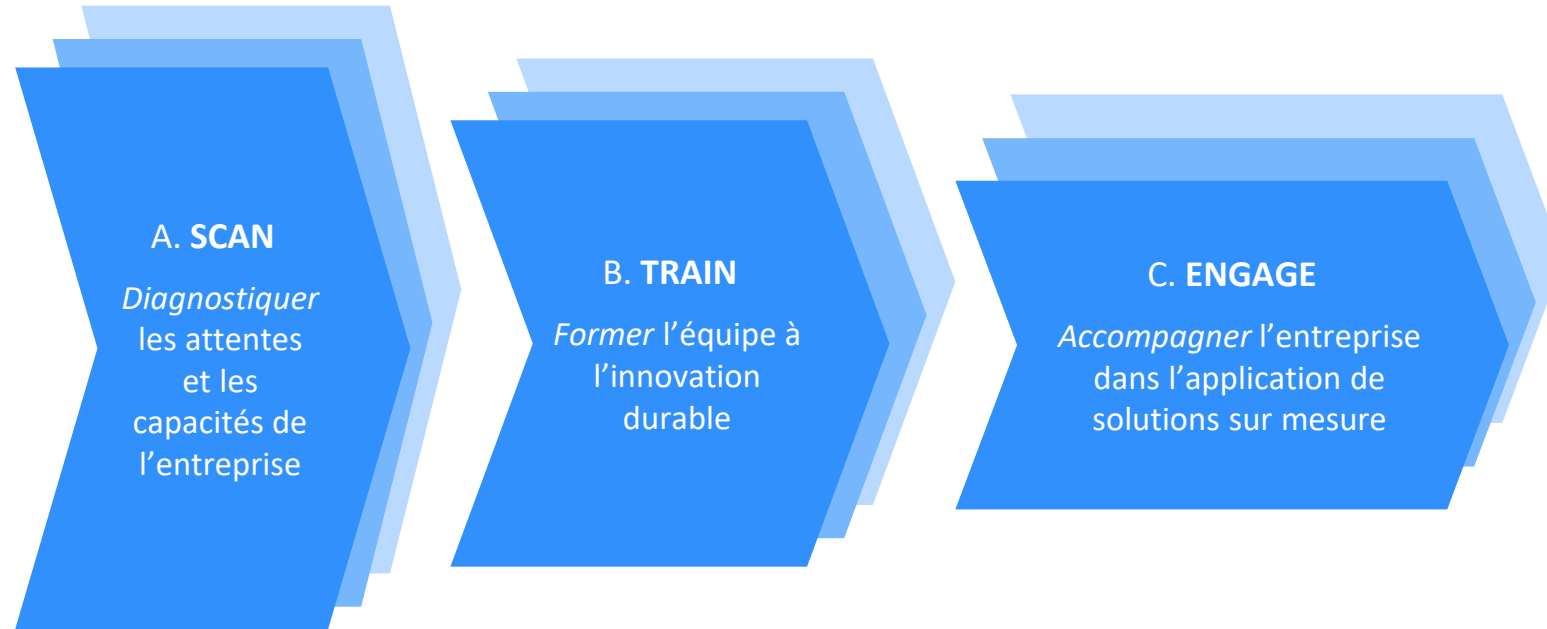 A. SCAN
Diagnostiquer
les attentes
et les
capacités de
l’entreprise
B. TRAIN
Former l’équipe à
l’innovation
durable
C. ENGAGE
Accompagner l’entreprise
dans l’application de
solutions sur mesure